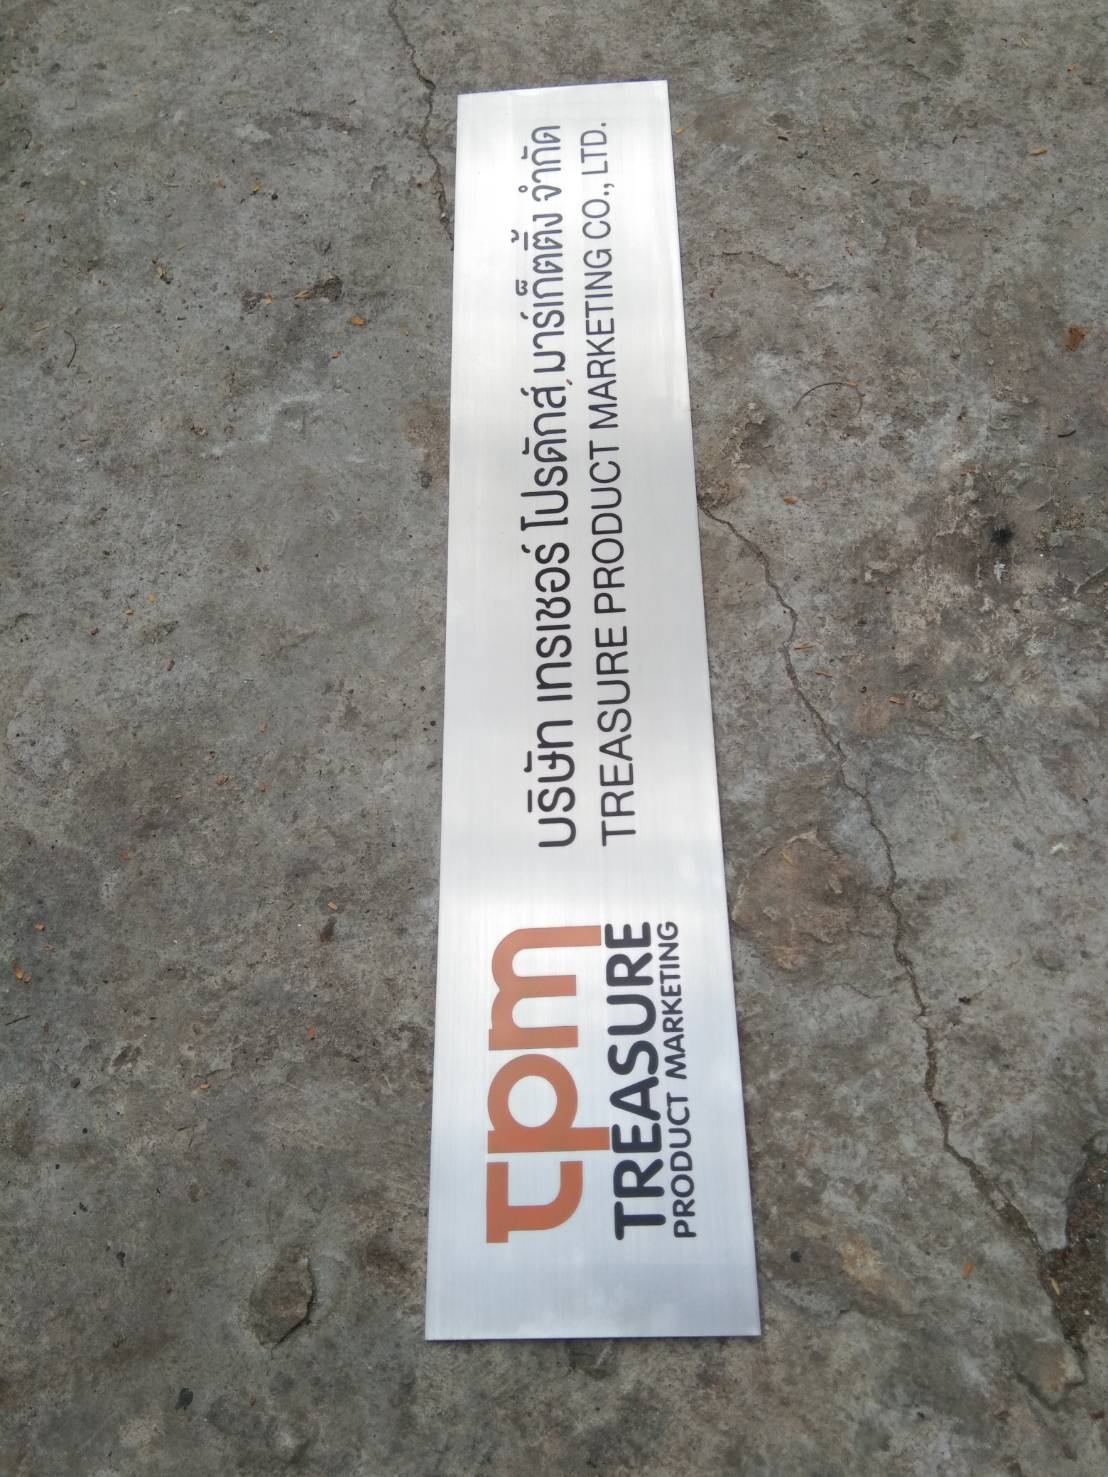 tpm
TREASURE
PRODUCT MARKETING
บริษัท เทรเชอร์ โปรดักส์ มาร์เก็ตติ้ง จำกัด
TREASURE PRODUCT MARKETING CO., LTD.